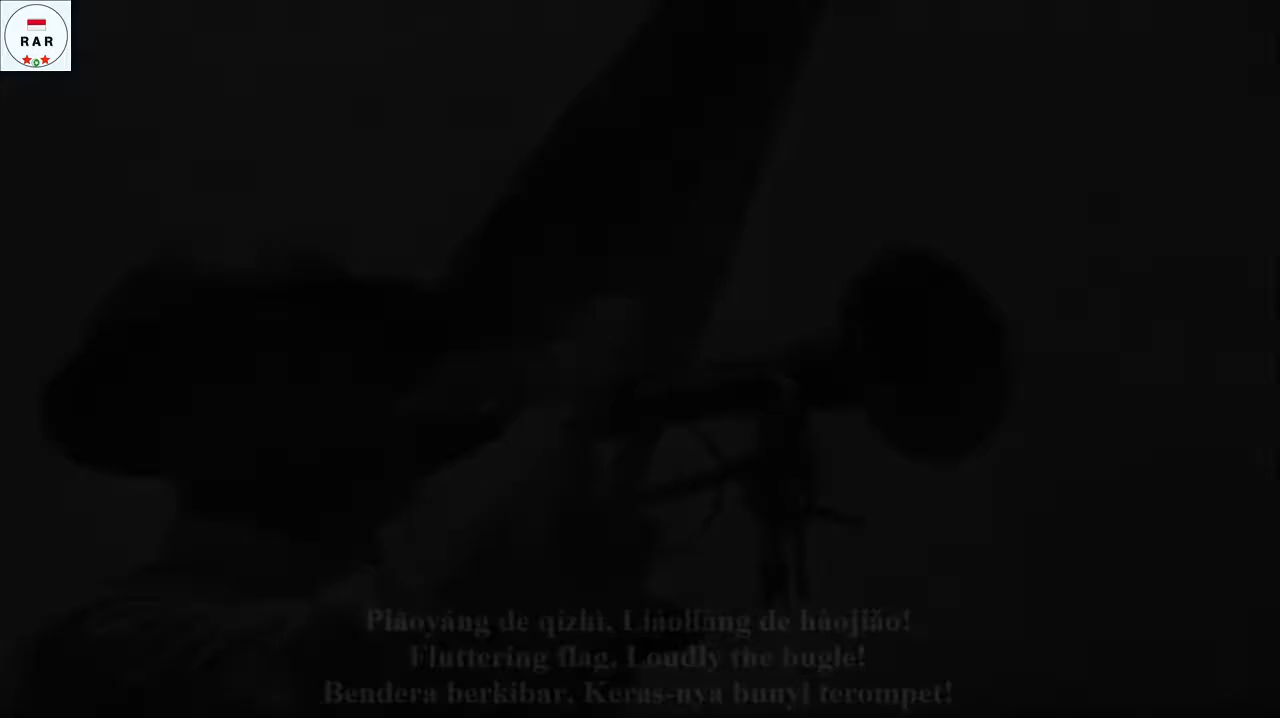 RAR
Piāoyáng de qízhì. Liáoliàng de hàojiǎo!
Fluttering flag. Loudly the bugle!
Bendera berkibar. Keras-nya bunyi terompet!